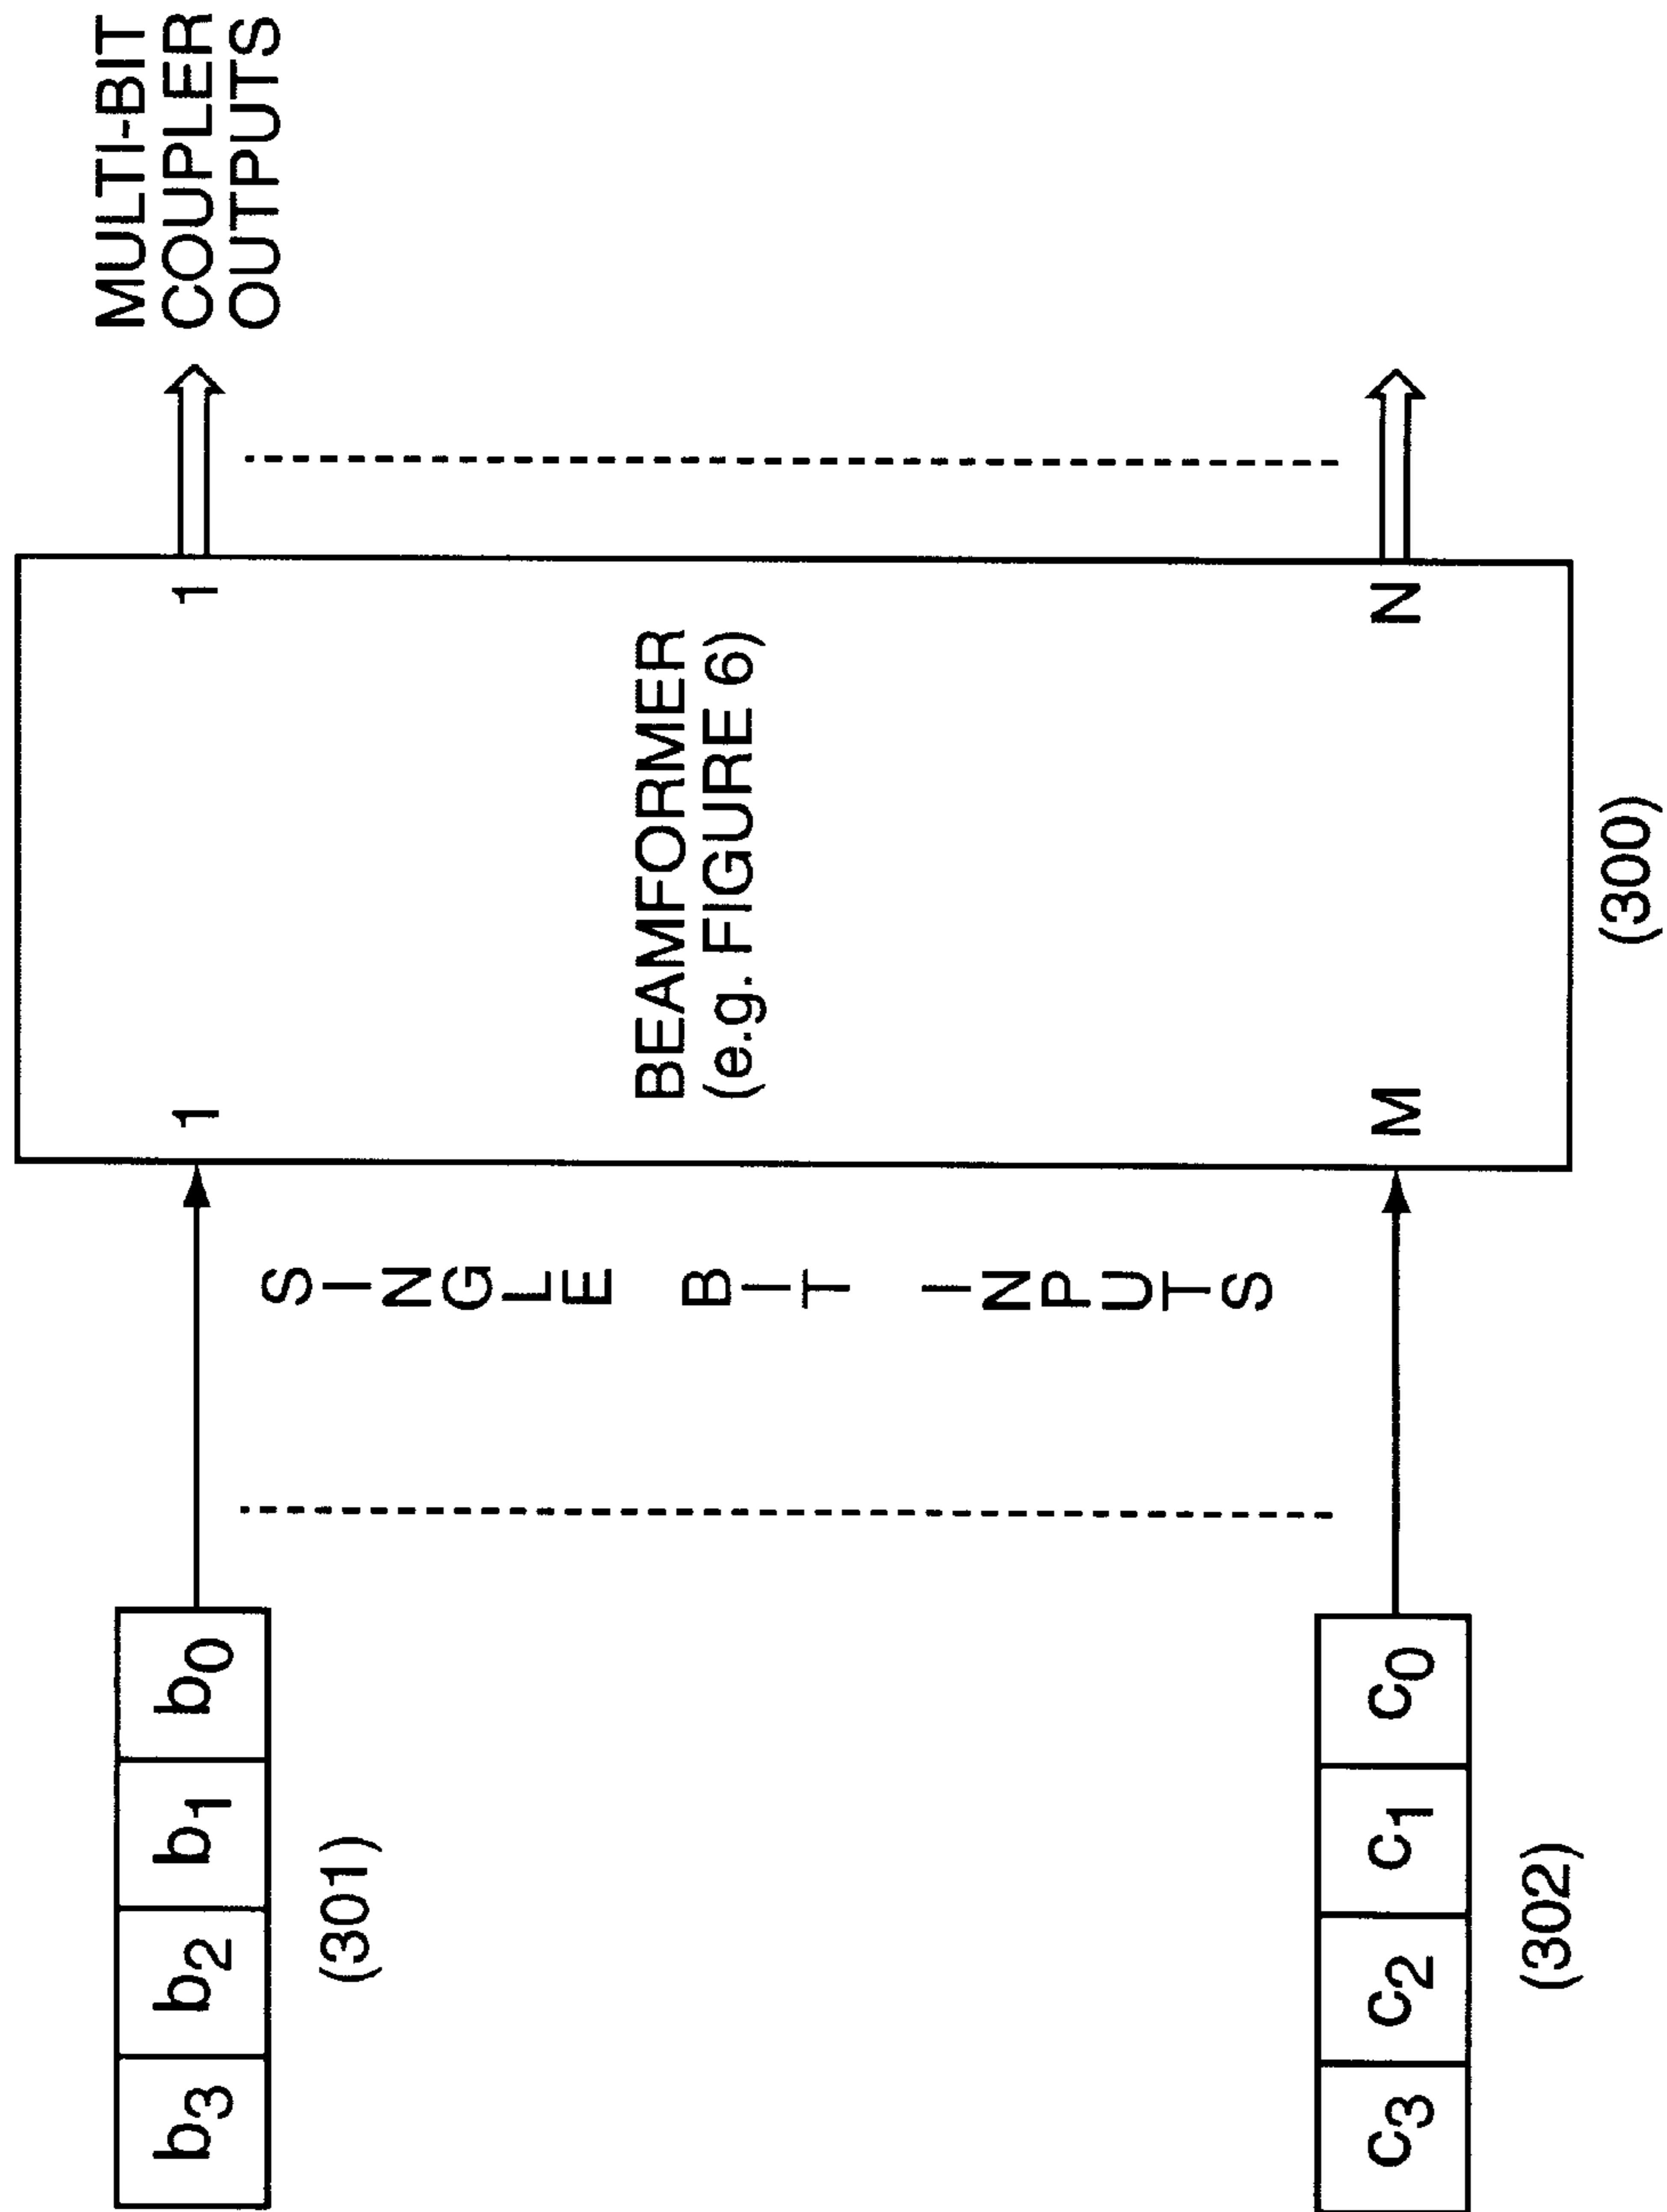 MULTI-BIT
COUPLER
OUTPUTS
b3 b2 b1 b0
(301)
1
1
SINGLE BIT INPUTS
BEAMFORMER
(e.g. FIGURE 6)
c3 c2 c1 c0
(302)
M
N
(300)